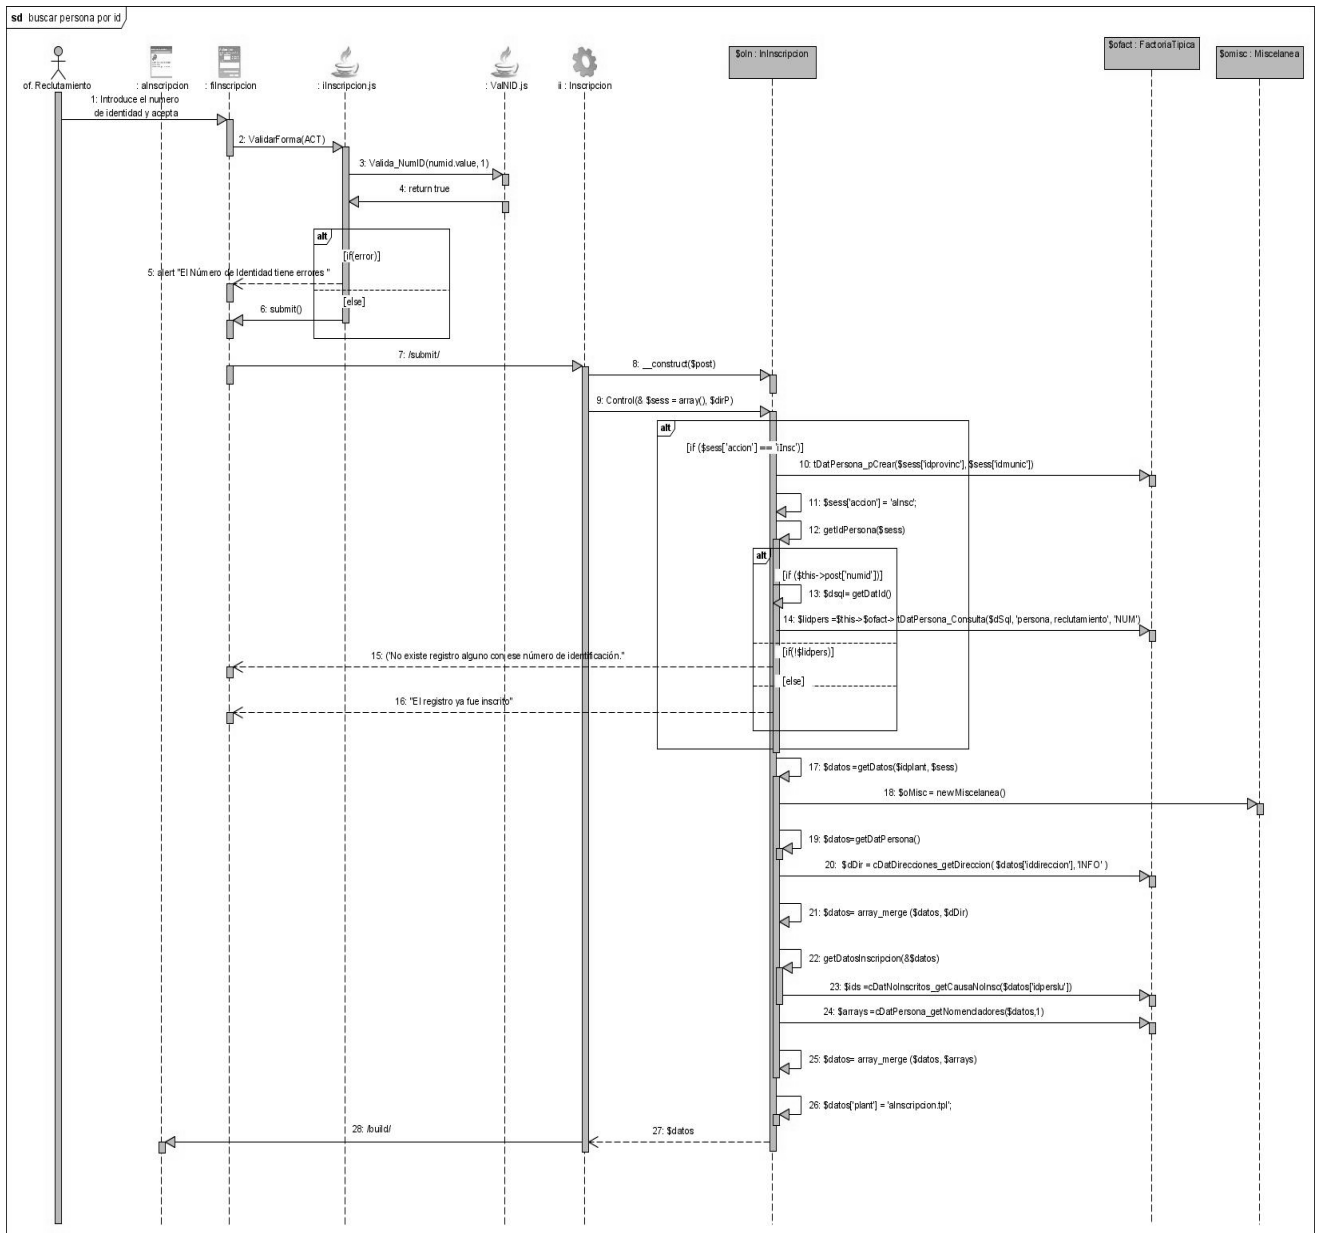 sd buscar persona por id
of. Reclutamiento
: aInscripcion
: fiInscripcion
: iInscripcion.js
: ValNID.js
ii : Inscripcion
$oIn : InInscripcion
$ofact : FactoriaTipica
$omisc : Miscelanea
1: Introduce el numero
de identidad y acepta
2: ValidarForma(ACT)
3: Valida_NumID(numid.value, 1)
4: return true
alt
[if(error)]
5: alert "El Número de Identidad tiene errores "
[else]
6: submit()
7: /submit/
8: __construct($post)
9: Control(& $sess = array(), $dirP)
alt
[if ($sess['accion'] == 'iInsc')]
10: tDatPersona_pCrear($sess['idprovinc'], $sess['idmunic'])
11: $sess['accion'] = 'aInsc';
12: getIdPersona($sess)
alt
[if ($this->post['numid'])]
13: $dsql= getDatId()
14: $lidpers =$this->$ofact-> tDatPersona_Consulta($dSql, 'persona, reclutamiento', 'NUM')
[if(!$lidpers)]
15: ("No existe registro alguno con ese número de identificación."
[else]
16: "El registro ya fue inscrito"
17: $datos =getDatos($idplant, $sess)
18: $oMisc = new Miscelanea()
19: $datos=getDatPersona()
20: $dDir = cDatDirecciones_getDireccion( $datos['iddireccion'], 'INFO' )
21: $datos= array_merge ($datos, $dDir)
22: getDatosInscripcion(&$datos)
23: $ids =cDatNoInscritos_getCausaNoInsc($datos['idperslu'])
24: $arrays =cDatPersona_getNomencladores($datos,1)
25: $datos= array_merge ($datos, $arrays)
26: $datos['plant'] = 'aInscripcion.tpl';
27: $datos
28: /build/